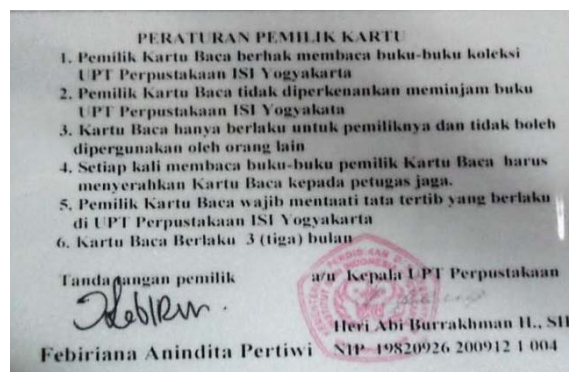 PERATURAN PEMILIK KARTU
1. Pemilik Kartu Baca berhak membaca buku-buku koleksi
UPT Perpustakaan ISI Yogyakarta
2. Pemilik Kartu Baca tidak diperkenankan meminjam buku
UPT Perpustakaan ISI Yogyakata
3. Kartu Baca hanya berlaku untuk pemiliknya dan tidak boleh
dipergunakan oleh orang lain
4. Setiap kali membaca buku-buku pemilik Kartu Baca harus
menyerahkan Kartu Baca kepada petugas jaga.
5. Pemilik Kartu Baca wajib mentaati tata tertib yang berlaku
di UPT Perpustakaan ISI Yogyakarta
6. Kartu Baca Berlaku 3 (tiga) bulan
Tanda tangan pemilik
a/n Kepala UPT Perpustakaan
Heri Abi Burrakhman H., SIP
Febiriana Anindita Pertiwi
NIP 19820926 200912 1 004